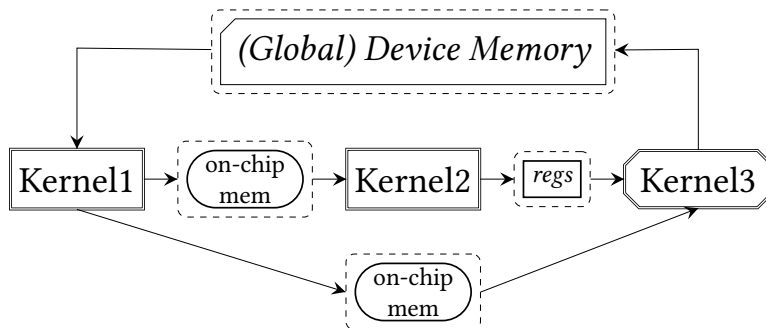 (Global) Device Memory
Kernel1
on-chip
mem
Kernel2
regs
Kernel3
on-chip
mem